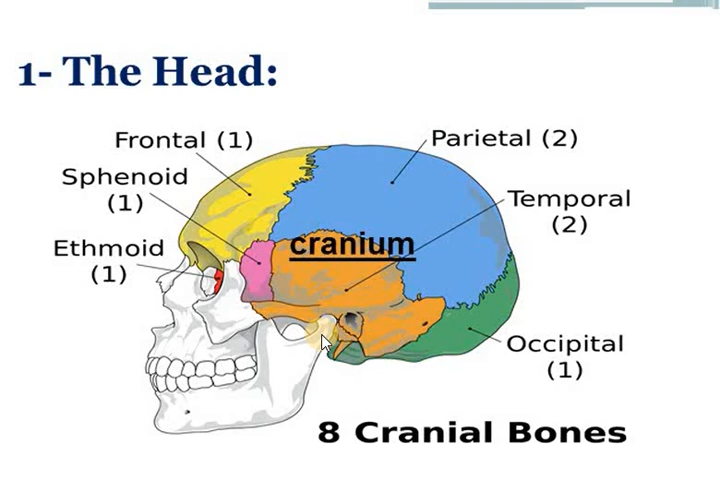 1- The Head:
Frontal (1)
Parietal (2)
Sphenoid
(1)
Temporal
(2)
cranium
Ethmoid
(1)
Occipital
(1)
8 Cranial Bones